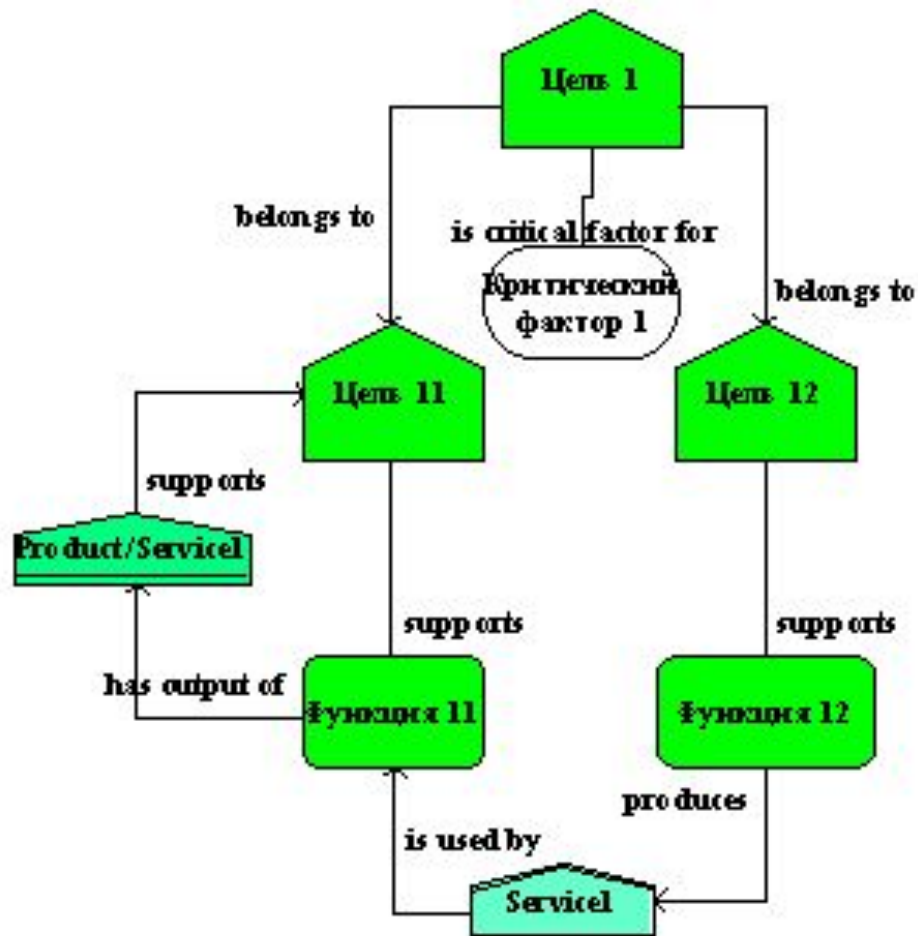 Цель 1
belongs to
is critical factor for
Критический
фактор 1
belongs to
Цель 11
Цель 12
supports
Product/Service1
supports
supports
has output of
Функция 11
Функция 12
produces
is used by
Service1